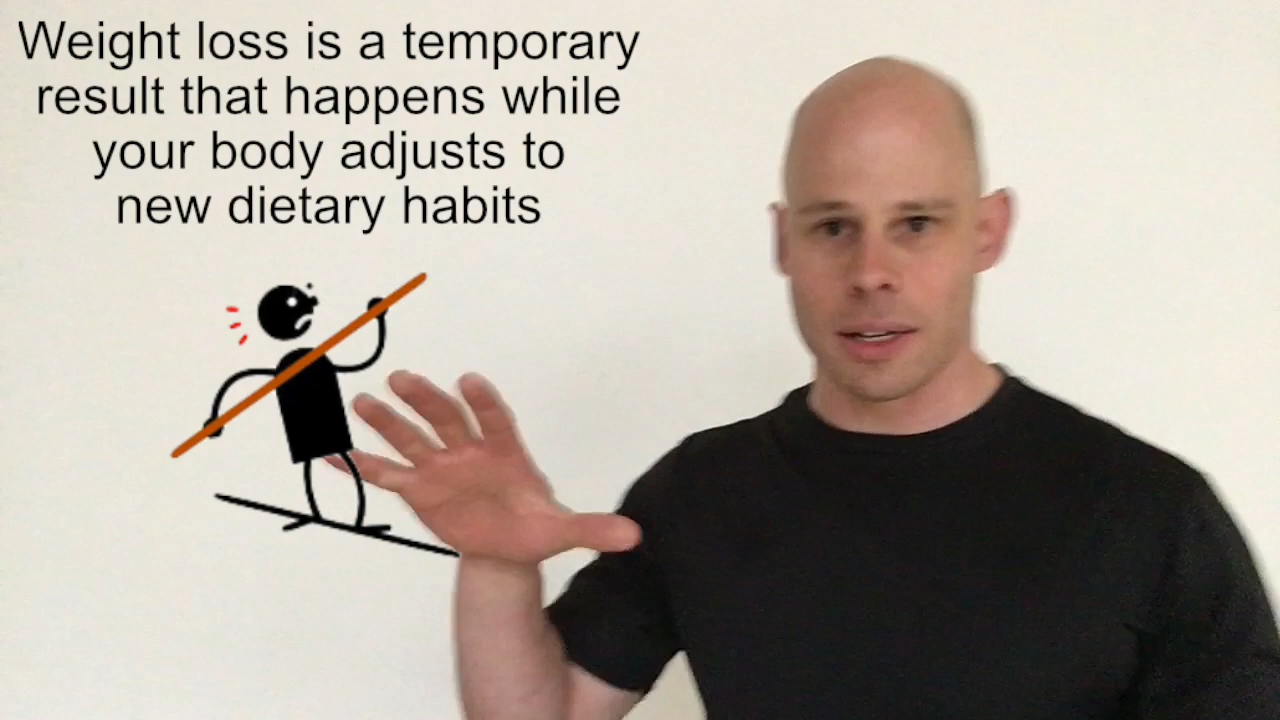 Weight loss is a temporary
result that happens while
your body adjusts to
new dietary habits